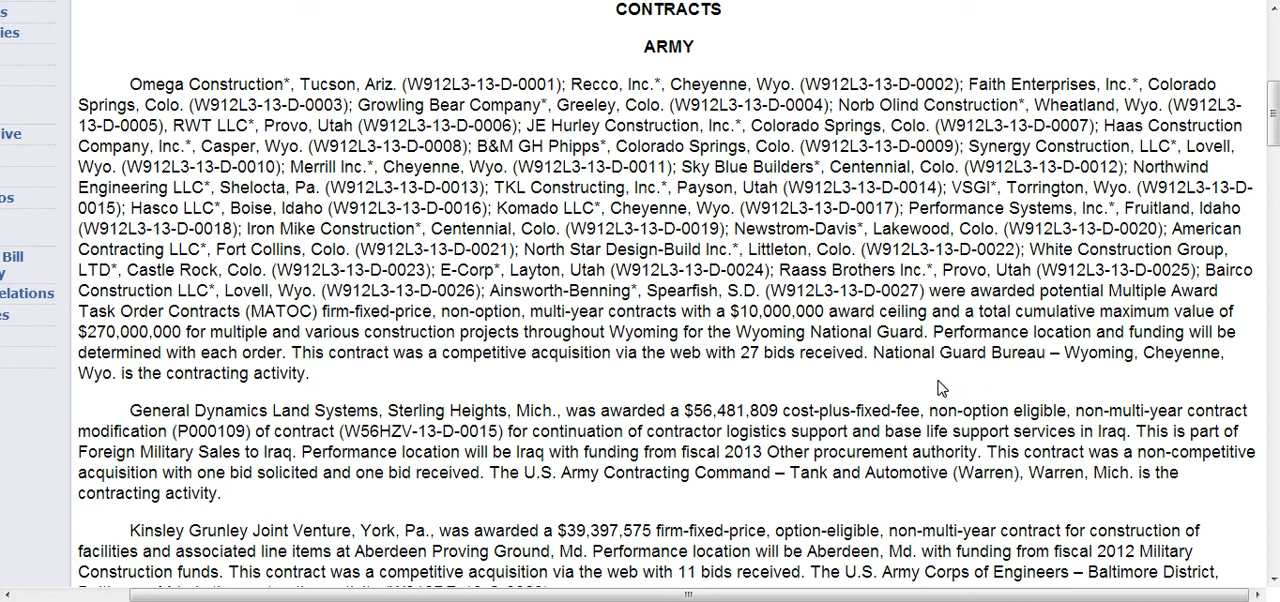 s
ies
ive
os
Bill
y
elations
es
CONTRACTS
ARMY
Omega Construction*, Tucson, Ariz. (W912L3-13-D-0001); Recco, Inc.*, Cheyenne, Wyo. (W912L3-13-D-0002); Faith Enterprises, Inc.*, Colorado
Springs, Colo. (W912L3-13-D-0003); Growling Bear Company*, Greeley, Colo. (W912L3-13-D-0004); Norb Olind Construction*, Wheatland, Wyo. (W912L3-
13-D-0005), RWT LLC*, Provo, Utah (W912L3-13-D-0006); JE Hurley Construction, Inc.*, Colorado Springs, Colo. (W912L3-13-D-0007); Haas Construction
Company, Inc.*, Casper, Wyo. (W912L3-13-D-0008); B&M GH Phipps*, Colorado Springs, Colo. (W912L3-13-D-0009); Synergy Construction, LLC*, Lovell,
Wyo. (W912L3-13-D-0010); Merrill Inc.*, Cheyenne, Wyo. (W912L3-13-D-0011); Sky Blue Builders*, Centennial, Colo. (W912L3-13-D-0012); Northwind
Engineering LLC*, Shelocta, Pa. (W912L3-13-D-0013); TKL Constructing, Inc.*, Payson, Utah (W912L3-13-D-0014); VSGI*, Torrington, Wyo. (W912L3-13-D-
0015); Hasco LLC*, Boise, Idaho (W912L3-13-D-0016); Komado LLC*, Cheyenne, Wyo. (W912L3-13-D-0017); Performance Systems, Inc.*, Fruitland, Idaho
(W912L3-13-D-0018); Iron Mike Construction*, Centennial, Colo. (W912L3-13-D-0019); Newstrom-Davis*, Lakewood, Colo. (W912L3-13-D-0020); American
Contracting LLC*, Fort Collins, Colo. (W912L3-13-D-0021); North Star Design-Build Inc.*, Littleton, Colo. (W912L3-13-D-0022); White Construction Group,
LTD*, Castle Rock, Colo. (W912L3-13-D-0023); E-Corp*, Layton, Utah (W912L3-13-D-0024); Raass Brothers Inc.*, Provo, Utah (W912L3-13-D-0025); Bairco
Construction LLC*, Lovell, Wyo. (W912L3-13-D-0026); Ainsworth-Benning*, Spearfish, S.D. (W912L3-13-D-0027) were awarded potential Multiple Award
Task Order Contracts (MATOC) firm-fixed-price, non-option, multi-year contracts with a $10,000,000 award ceiling and a total cumulative maximum value of
$270,000,000 for multiple and various construction projects throughout Wyoming for the Wyoming National Guard. Performance location and funding will be
determined with each order. This contract was a competitive acquisition via the web with 27 bids received. National Guard Bureau – Wyoming, Cheyenne,
Wyo. is the contracting activity.
General Dynamics Land Systems, Sterling Heights, Mich., was awarded a $56,481,809 cost-plus-fixed-fee, non-option eligible, non-multi-year contract
modification (P000109) of contract (W56HZV-13-D-0015) for continuation of contractor logistics support and base life support services in Iraq. This is part of
Foreign Military Sales to Iraq. Performance location will be Iraq with funding from fiscal 2013 Other procurement authority. This contract was a non-competitive
acquisition with one bid solicited and one bid received. The U.S. Army Contracting Command – Tank and Automotive (Warren), Warren, Mich. is the
contracting activity.
Kinsley Grunley Joint Venture, York, Pa., was awarded a $39,397,575 firm-fixed-price, option-eligible, non-multi-year contract for construction of
facilities and associated line items at Aberdeen Proving Ground, Md. Performance location will be Aberdeen, Md. with funding from fiscal 2012 Military
Construction funds. This contract was a competitive acquisition via the web with 11 bids received. The U.S. Army Corps of Engineers – Baltimore District,